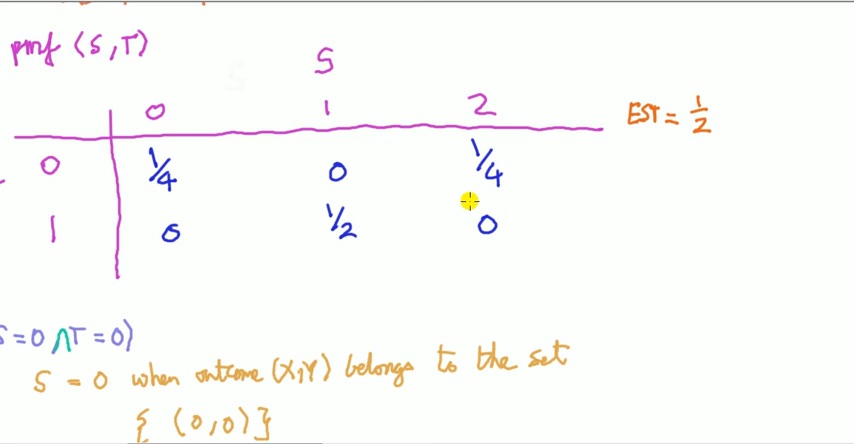 pmf (S,T)
S
0 1 2
EST = 1/2
0 1/4 0 1/4
1 0 1/2 0
S=0 ∧ T=0)
S = 0 when outcome (X,Y) belongs to the set
{ (0,0) }